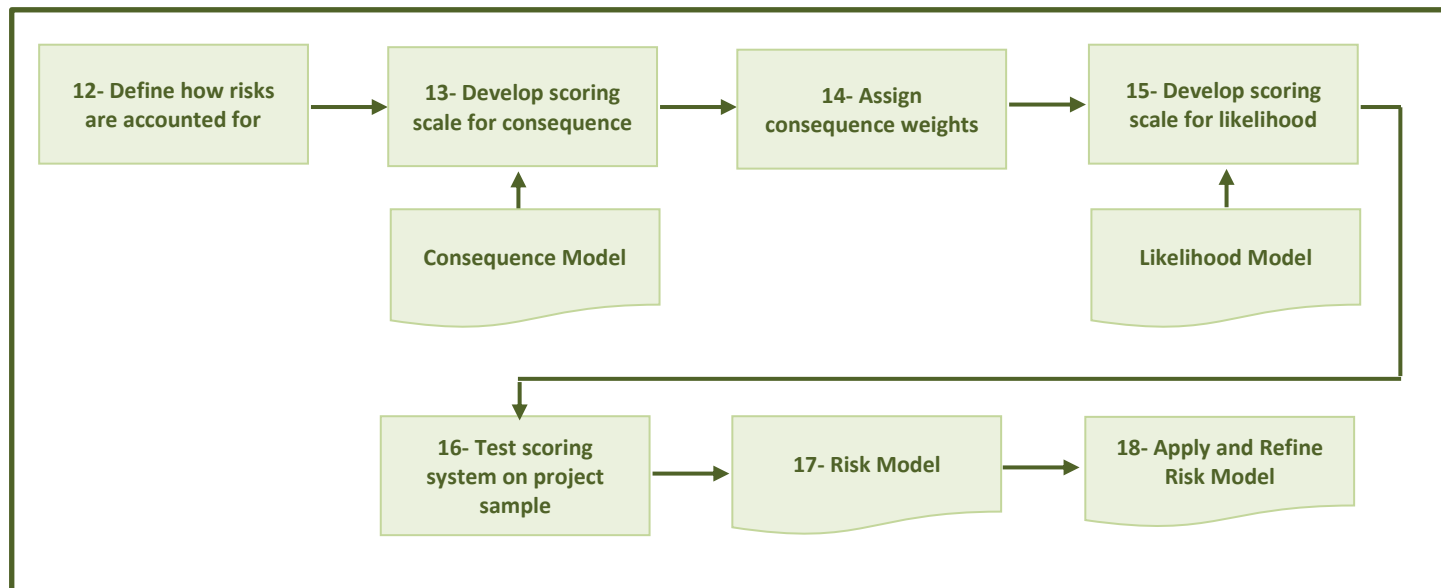 12- Define how risks
are accounted for
13- Develop scoring
scale for consequence
14- Assign
consequence weights
15- Develop scoring
scale for likelihood
Consequence Model
Likelihood Model
16- Test scoring
system on project
sample
17- Risk Model
18- Apply and Refine
Risk Model